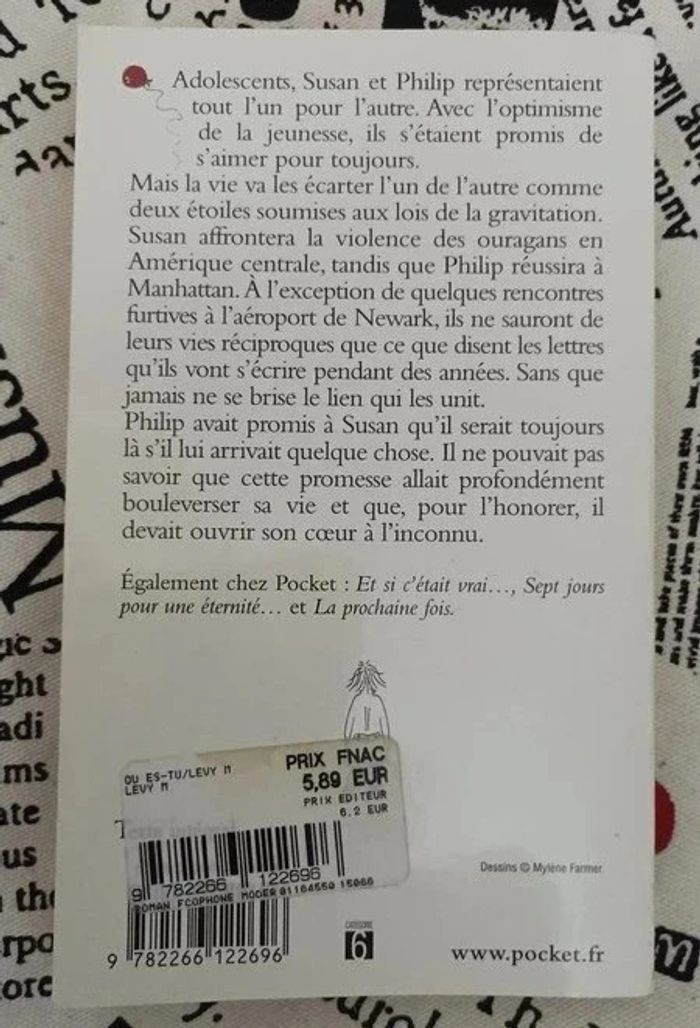 Adolescents, Susan et Philip représentaient
tout l'un pour l'autre. Avec l'optimisme
de la jeunesse, ils s'étaient promis de
s'aimer pour toujours.
Mais la vie va les écarter l'un de l'autre comme
deux étoiles soumises aux lois de la gravitation.
Susan affrontera la violence des ouragans en
Amérique centrale, tandis que Philip réussira à
Manhattan. À l'exception de quelques rencontres
furtives à l'aéroport de Newark, ils ne sauront de
leurs vies réciproques que ce que disent les lettres
qu'ils vont s'écrire pendant des années. Sans que
jamais ne se brise le lien qui les unit.
Philip avait promis à Susan qu'il serait toujours
là s'il lui arrivait quelque chose. Il ne pouvait pas
savoir que cette promesse allait profondément
bouleverser sa vie et que, pour l'honorer, il
devait ouvrir son cœur à l'inconnu.
Également chez Pocket : Et si c'était vrai..., Sept jours
pour une éternité... et La prochaine fois.
OU ES-TU/LEVY M
LEVY M
PRIX FNAC
5,89 EUR
PRIX EDITEUR
6.2 EUR
Texte intégral
9 782266 122696
ROMAN FCOPHONE MODER 01164550 15066
Dessins © Mylène Farmer
9 782266 122696
CATÉGORIE
6
www.pocket.fr